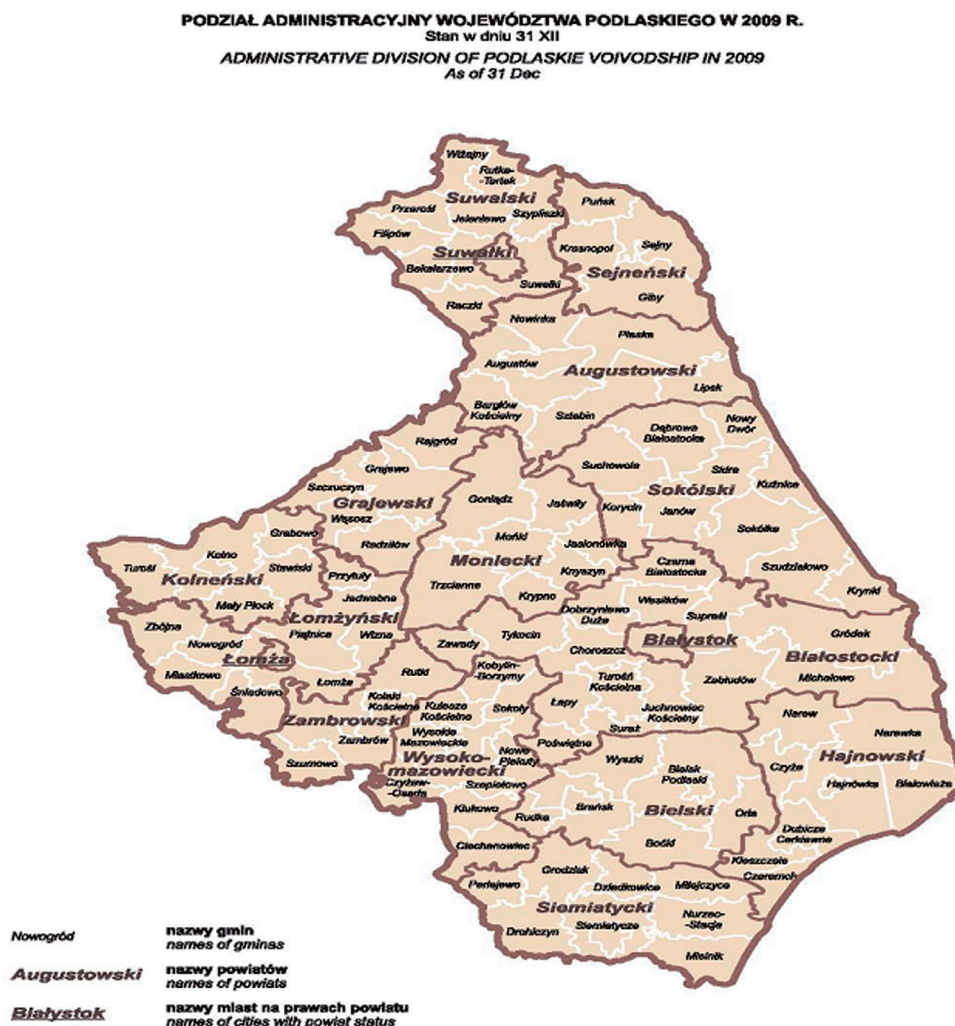 PODZIAŁ ADMINISTRACYJNY WOJEWÓDZTWA PODLASKIEGO W 2009 R.
Stan w dniu 31 XII
ADMINISTRATIVE DIVISION OF PODLASKIE VOIVODSHIP IN 2009
As of 31 Dec
Wiżajny
Rutka-
-Tartak
Suwalski
Puńsk
Przerośl
Jeleniewo
Szypliszki
Filipów
Krasnopol
Sejny
Suwałki
Bakałarzewo
Sejneński
Suwałki
Raczki
Giby
Nowinka
Płaska
Augustów
Augustowski
Lipsk
Bargłów
Kościelny
Sztabin
Nowy
Dwór
Dąbrowa
Białostocka
Rajgród
Grajewo
Suchowola
Sidra
Kuźnica
Szczuczyn
Grajewski
Goniądz
Jaświły
Sokólski
Korycin
Janów
Wąsosz
Sokółka
Grabowo
Mońki
Radziłów
Jasionówka
Kolno
Moniecki
Czarna
Białostocka
Szudziałowo
Turośl
Stawiski
Kolneński
Przytuły
Trzcianne
Knyszyn
Krynki
Jedwabne
Krypno
Wasilków
Mały Płock
Łomżyński
Dobrzyniewo
Duże
Supraśl
Zbójna
Piątnica
Wizna
Tykocin
Gródek
Nowogród
Zawady
Choroszcz
Białystok
Łomża
Białostocki
Miastkowo
Rutki
Kobylin-
-Borzymy
Turośń
Kościelna
Zabłudów
Michałowo
Śniadowo
Łomża
Kołaki
Kościelne
Kulesze
Kościelne
Sokoły
Łapy
Juchnowiec
Kościelny
Narew
Zambrowski
Suraż
Narewka
Zambrów
Wysokie
Mazowieckie
Nowe
Piekuty
Poświętne
Wyszki
Hajnowski
Szumowo
Wysoko-
mazowiecki
Bielsk
Podlaski
Czyże
Czyżew-
-Osada
Szepietowo
Hajnówka
Białowieża
Klukowo
Brańsk
Bielski
Orla
Rudka
Dubicze
Cerkiewne
Ciechanowiec
Boćki
Kleszczele
Perlejewo
Grodzisk
Dziadkowice
Milejczyce
Czeremcha
Siemiatycki
Nurzec-
-Stacja
Drohiczyn
Siemiatycze
Mielnik
Nowogród
nazwy gmin
names of gminas
Augustowski
nazwy powiatów
names of powiats
Białystok
nazwy miast na prawach powiatu
names of cities with powiat status